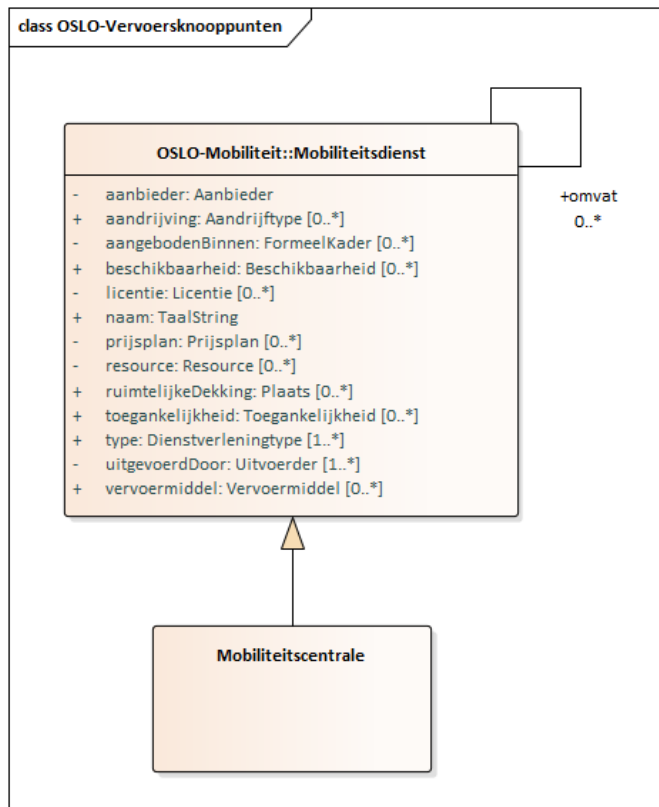 class OSLO-Vervoersknooppunten
OSLO-Mobiliteit::Mobiliteitsdienst
- aanbieder: Aanbieder
+ aandrijving: Aandrijftype [0..*]
- aangebodenBinnen: FormeelKader [0..*]
+ beschikbaarheid: Beschikbaarheid [0..*]
- licentie: Licentie [0..*]
+ naam: TaalString
- prijsplan: Prijsplan [0..*]
- resource: Resource [0..*]
+ ruimtelijkeDekking: Plaats [0..*]
+ toegankelijkheid: Toegankelijkheid [0..*]
+ type: Dienstverleningtype [1..*]
- uitgevoerdDoor: Uitvoerder [1..*]
+ vervoermiddel: Vervoermiddel [0..*]
+omvat
0..*
Mobiliteitscentrale